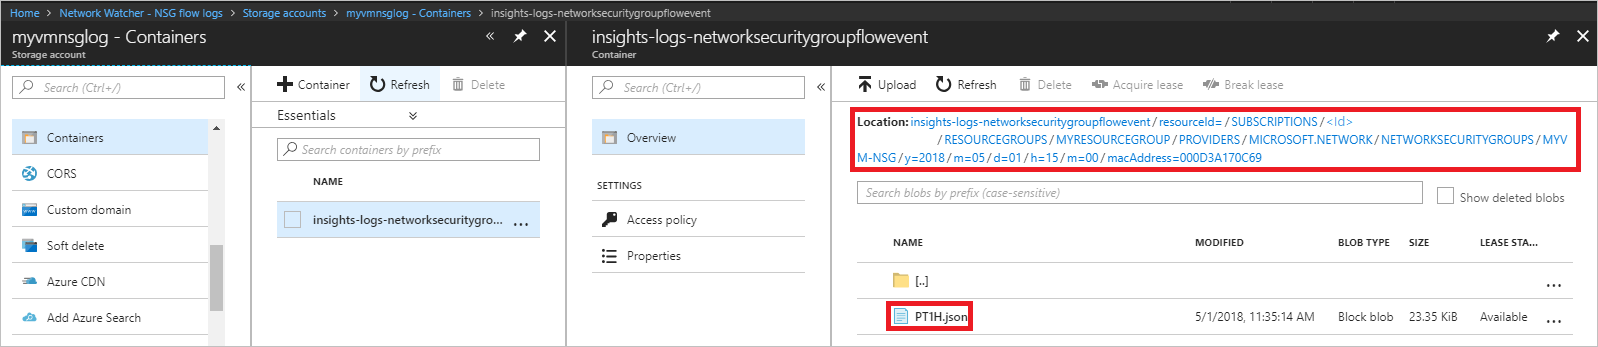 Home > Network Watcher - NSG flow logs > Storage accounts > myvmnsglog - Containers > insights-logs-networksecuritygroupflowevent
myvmnsglog - Containers
Storage account
Search (Ctrl+/)
Containers
CORS
Custom domain
Soft delete
Azure CDN
Add Azure Search
Container Refresh Delete
Essentials
Search containers by prefix
NAME
insights-logs-networksecuritygro... ...
insights-logs-networksecuritygroupflowevent
Container
Search (Ctrl+/)
Overview
SETTINGS
Access policy
Properties
Upload Refresh Delete Acquire lease Break lease
Location: insights-logs-networksecuritygroupflowevent / resourceId= / SUBSCRIPTIONS / <Id>
/ RESOURCEGROUPS / MYRESOURCEGROUP / PROVIDERS / MICROSOFT.NETWORK / NETWORKSECURITYGROUPS / MYV
M-NSG / y=2018 / m=05 / d=01 / h=15 / m=00 / macAddress=000D3A170C69
Search blobs by prefix (case-sensitive)
Show deleted blobs
NAME MODIFIED BLOB TYPE SIZE LEASE STA...
[..] ...
PT1H.json 5/1/2018, 11:35:14 AM Block blob 23.35 KiB Available ...